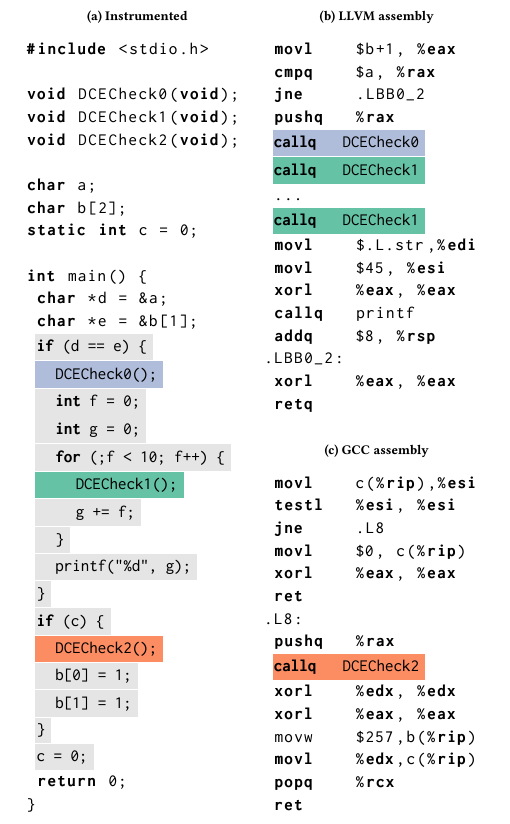 (a) Instrumented
#include <stdio.h>
void DCECheck0(void);
void DCECheck1(void);
void DCECheck2(void);
char a;
char b[2];
static int c = 0;
int main() {
char *d = &a;
char *e = &b[1];
if (d == e) {
DCECheck0();
int f = 0;
int g = 0;
for (;f < 10; f++) {
DCECheck1();
g += f;
}
printf("%d", g);
}
if (c) {
DCECheck2();
b[0] = 1;
b[1] = 1;
}
c = 0;
return 0;
}
(b) LLVM assembly
movl $b+1, %eax
cmpq $a, %rax
jne .LBB0_2
pushq %rax
callq DCECheck0
callq DCECheck1
...
callq DCECheck1
movl $.L.str,%edi
movl $45, %esi
xorl %eax, %eax
callq printf
addq $8, %rsp
.LBB0_2:
xorl %eax, %eax
retq
(c) GCC assembly
movl c(%rip),%esi
testl %esi, %esi
jne .L8
movl $0, c(%rip)
xorl %eax, %eax
ret
.L8:
pushq %rax
callq DCECheck2
xorl %edx, %edx
xorl %eax, %eax
movw $257,b(%rip)
movl %edx,c(%rip)
popq %rcx
ret